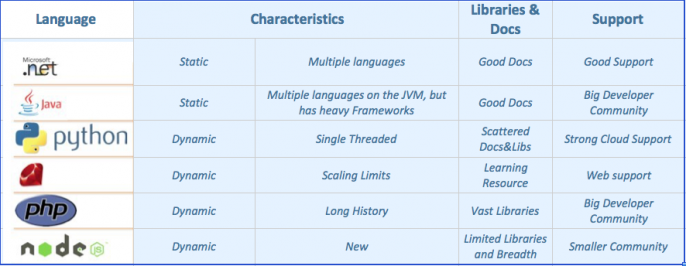 Language Characteristics Libraries & Docs Support
Microsoft .net Static Multiple languages Good Docs Good Support
Java Static Multiple languages on the JVM, but has heavy Frameworks Good Docs Big Developer Community
python Dynamic Single Threaded Scattered Docs&Libs Strong Cloud Support
Dynamic Scaling Limits Learning Resource Web support
php Dynamic Long History Vast Libraries Big Developer Community
node JS Dynamic New Limited Libraries and Breadth Smaller Community